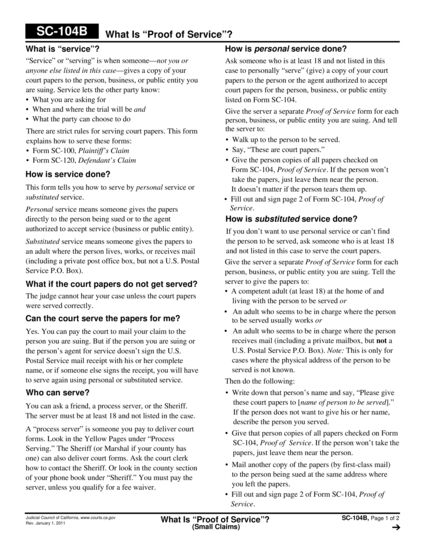 SC-104B What Is “Proof of Service”?
What is “service”?
“Service” or “serving” is when someone—not you or
anyone else listed in this case—gives a copy of your
court papers to the person, business, or public entity you
are suing. Service lets the other party know:
• What you are asking for
• When and where the trial will be and
• What the party can choose to do
There are strict rules for serving court papers. This form
explains how to serve these forms:
• Form SC-100, Plaintiff’s Claim
• Form SC-120, Defendant’s Claim
How is service done?
This form tells you how to serve by personal service or
substituted service.
Personal service means someone gives the papers
directly to the person being sued or to the agent
authorized to accept service (business or public entity).
Substituted service means someone gives the papers to
an adult where the person lives, works, or receives mail
(including a private post office box, but not a U.S. Postal
Service P.O. Box).
What if the court papers do not get served?
The judge cannot hear your case unless the court papers
were served correctly.
Can the court serve the papers for me?
Yes. You can pay the court to mail your claim to the
person you are suing. But if the person you are suing or
the person’s agent for service doesn’t sign the U.S.
Postal Service mail receipt with his or her complete
name, or if someone else signs the receipt, you will have
to serve again using personal or substituted service.
Who can serve?
You can ask a friend, a process server, or the Sheriff.
The server must be at least 18 and not listed in the case.
A “process server” is someone you pay to deliver court
forms. Look in the Yellow Pages under “Process
Serving.” The Sheriff (or Marshal if your county has
one) can also deliver court forms. Ask the court clerk
how to contact the Sheriff. Or look in the county section
of your phone book under “Sheriff.” You must pay the
server, unless you qualify for a fee waiver.
How is personal service done?
Ask someone who is at least 18 and not listed in this
case to personally “serve” (give) a copy of your court
papers to the person or the agent authorized to accept
court papers for the person, business, or public entity
listed on Form SC-104.
Give the server a separate Proof of Service form for each
person, business, or public entity you are suing. And tell
the server to:
• Walk up to the person to be served.
• Say, “These are court papers.”
• Give the person copies of all papers checked on
Form SC-104, Proof of Service. If the person won’t
take the papers, just leave them near the person.
It doesn’t matter if the person tears them up.
• Fill out and sign page 2 of Form SC-104, Proof of
Service.
How is substituted service done?
If you don’t want to use personal service or can’t find
the person to be served, ask someone who is at least 18
and not listed in this case to serve the court papers.
Give the server a separate Proof of Service form for each
person, business, or public entity you are suing. Tell the
server to give the papers to:
• A competent adult (at least 18) at the home of and
living with the person to be served or
• An adult who seems to be in charge where the person
to be served usually works or
• An adult who seems to be in charge where the person
receives mail (including a private mailbox, but not a
U.S. Postal Service P.O. Box). Note: This is only for
cases where the physical address of the person to be
served is not known.
Then do the following:
• Write down that person’s name and say, “Please give
these court papers to [name of person to be served].”
If the person does not want to give his or her name,
describe the person you served.
• Give that person copies of all papers checked on Form
SC-104, Proof of Service. If the person won’t take the
papers, just leave them near the person.
• Mail another copy of the papers (by first-class mail)
to the person being sued at the same address where
you left the papers.
• Fill out and sign page 2 of Form SC-104, Proof of
Service.
Judicial Council of California, www.courts.ca.gov
Rev. January 1, 2011
What Is “Proof of Service”?
(Small Claims)
SC-104B, Page 1 of 2
→